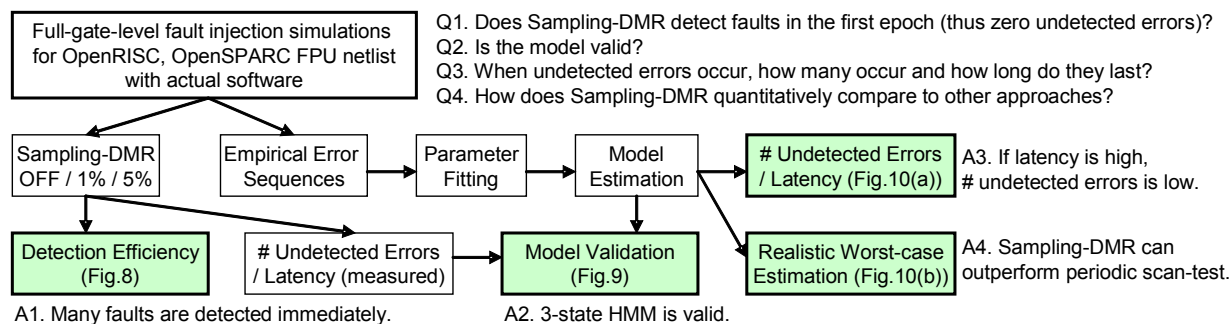 Full-gate-level fault injection simulations
for OpenRISC, OpenSPARC FPU netlist
with actual software
Q1. Does Sampling-DMR detect faults in the first epoch (thus zero undetected errors)?
Q2. Is the model valid?
Q3. When undetected errors occur, how many occur and how long do they last?
Q4. How does Sampling-DMR quantitatively compare to other approaches?
Sampling-DMR
OFF / 1% / 5%
Empirical Error
Sequences
Parameter
Fitting
Model
Estimation
# Undetected Errors
/ Latency (Fig.10(a))
A3. If latency is high,
# undetected errors is low.
Detection Efficiency
(Fig.8)
# Undetected Errors
/ Latency (measured)
Model Validation
(Fig.9)
Realistic Worst-case
Estimation (Fig.10(b))
A4. Sampling-DMR can
outperform periodic scan-test.
A1. Many faults are detected immediately.
A2. 3-state HMM is valid.